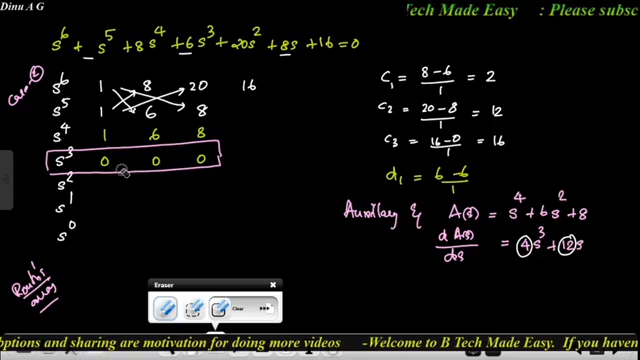 Dinu A G
B Tech Made Easy Please subsc
s⁶ + s⁵ + 8s⁴ + 6s³ + 20s² + 8s + 16 = 0
Case-2
s⁶ 1 8 20 16
s⁵ 1 6 8
s⁴ 1 6 8
s³ 0 0 0
s²
s¹
s⁰
Routh's
array
C₁ = 8-6/1 = 2
C₂ = 20-8/1 = 12
C₃ = 16-0/1 = 16
d₁ = 6-6/1
Auxilary Eq A(s) = s⁴ + 6s² + 8
dA(s)/ds = 4s³ + 12s
Eraser
Clear
options and sharing are motivation for doing more videos -Welcome to B Tech Made Easy. If you haven